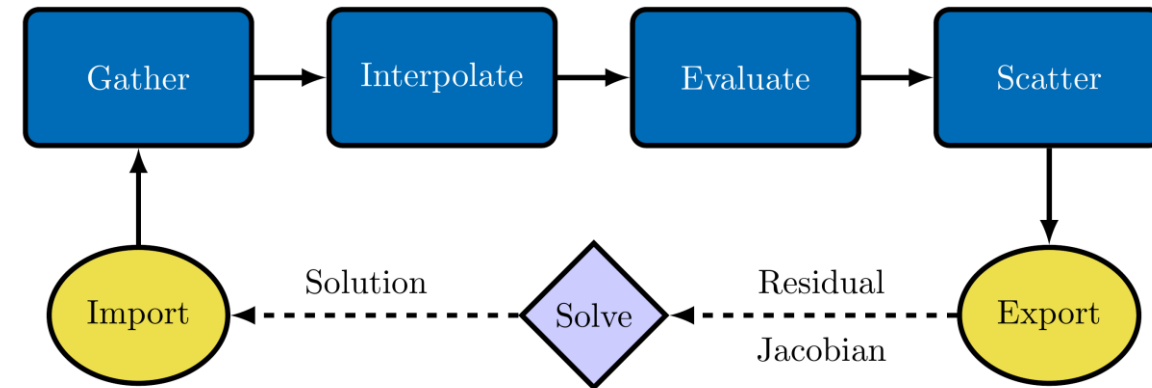 Gather
Interpolate
Evaluate
Scatter
Import
Solution
Solve
Residual
Jacobian
Export